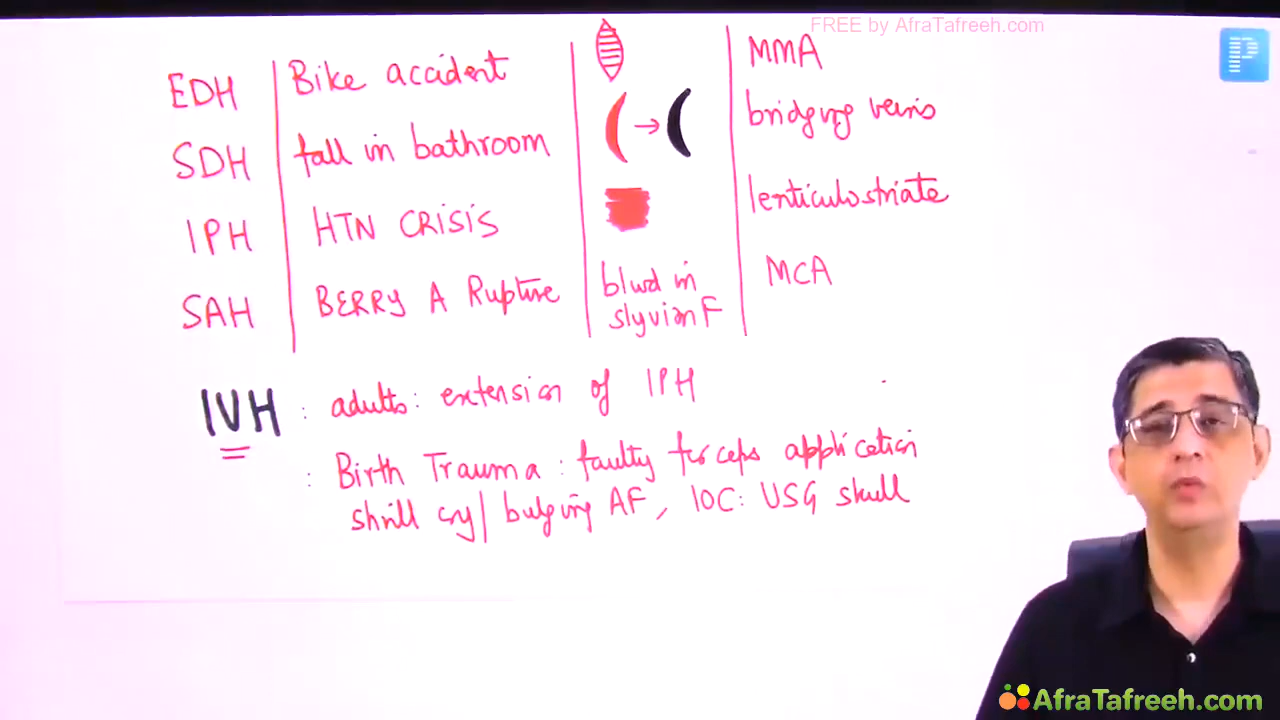 FREE by AfraTafreeh.com
EDH Bike accident MMA
SDH fall in bathroom → bridging veins
IPH HTN CRISIS lenticulostriate
SAH BERRY A Rupture blood in slyvian F MCA
IVH : adults : extension of IPH
: Birth Trauma : faulty forceps application
shrill cry/ bulging AF, IOC: USG skull
P
AfraTafreeh.com